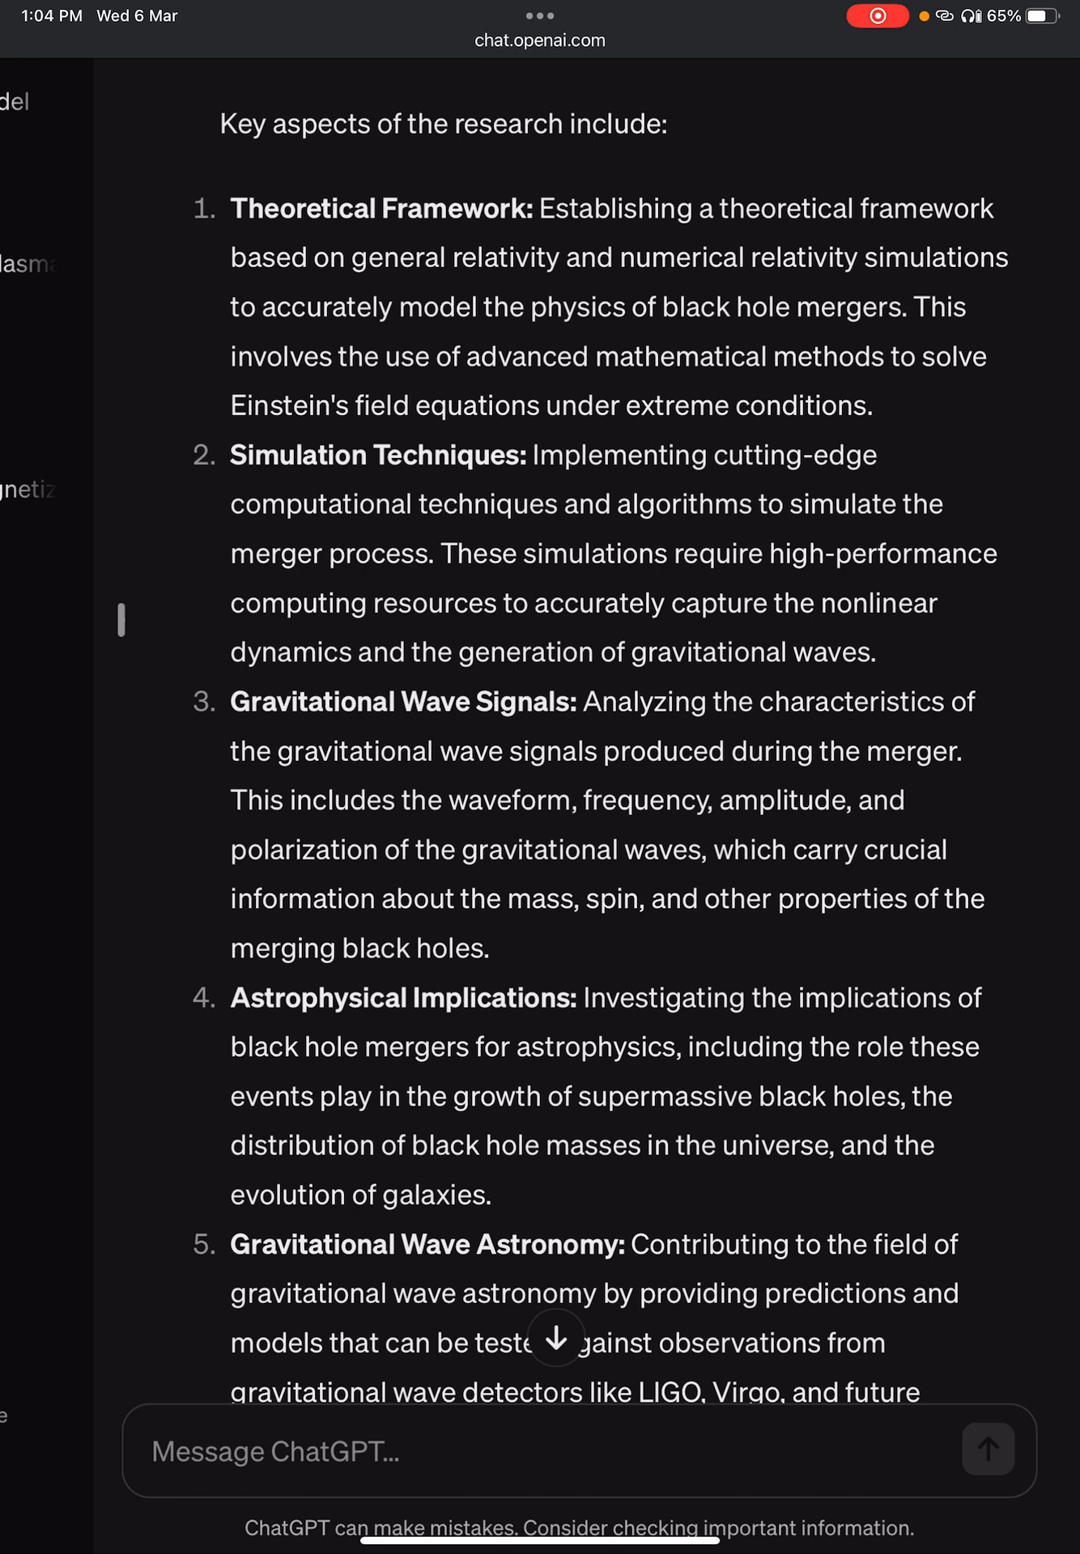 1:04 PM Wed 6 Mar
65%
chat.openai.com
del
Key aspects of the research include:
1. Theoretical Framework: Establishing a theoretical framework
based on general relativity and numerical relativity simulations
to accurately model the physics of black hole mergers. This
involves the use of advanced mathematical methods to solve
Einstein's field equations under extreme conditions.
2. Simulation Techniques: Implementing cutting-edge
computational techniques and algorithms to simulate the
merger process. These simulations require high-performance
computing resources to accurately capture the nonlinear
dynamics and the generation of gravitational waves.
3. Gravitational Wave Signals: Analyzing the characteristics of
the gravitational wave signals produced during the merger.
This includes the waveform, frequency, amplitude, and
polarization of the gravitational waves, which carry crucial
information about the mass, spin, and other properties of the
merging black holes.
4. Astrophysical Implications: Investigating the implications of
black hole mergers for astrophysics, including the role these
events play in the growth of supermassive black holes, the
distribution of black hole masses in the universe, and the
evolution of galaxies.
5. Gravitational Wave Astronomy: Contributing to the field of
gravitational wave astronomy by providing predictions and
models that can be teste gainst observations from
gravitational wave detectors like LIGO, Virgo, and future
Message ChatGPT...
ChatGPT can make mistakes. Consider checking important information.